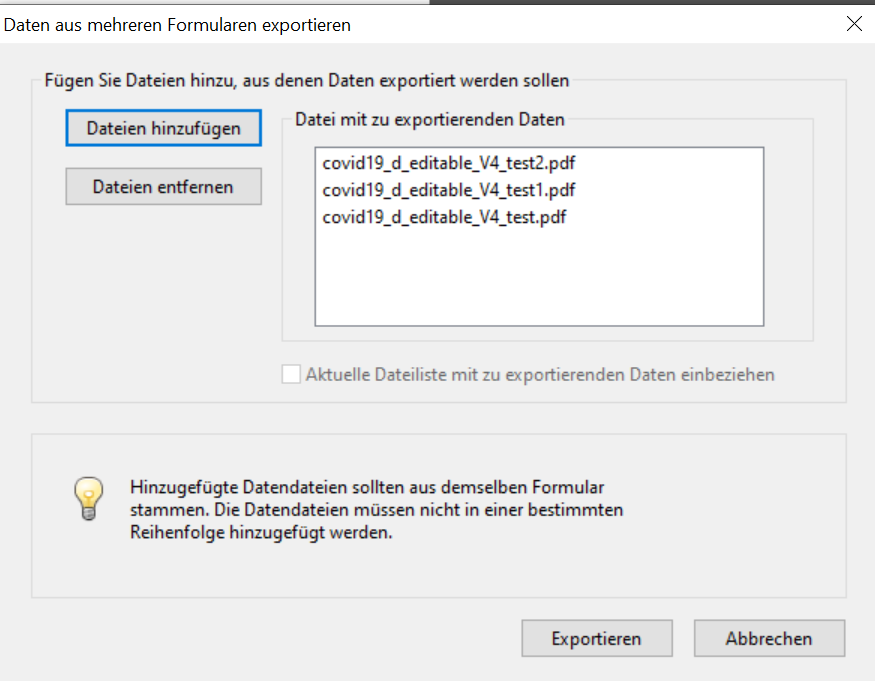 Daten aus mehreren Formularen exportieren
Fügen Sie Dateien hinzu, aus denen Daten exportiert werden sollen
Dateien hinzufügen
Dateien entfernen
Datei mit zu exportierenden Daten
covid19_d_editable_V4_test2.pdf
covid19_d_editable_V4_test1.pdf
covid19_d_editable_V4_test.pdf
Aktuelle Dateiliste mit zu exportierenden Daten einbeziehen
Hinzugefügte Datendateien sollten aus demselben Formular
stammen. Die Datendateien müssen nicht in einer bestimmten
Reihenfolge hinzugefügt werden.
Exportieren
Abbrechen